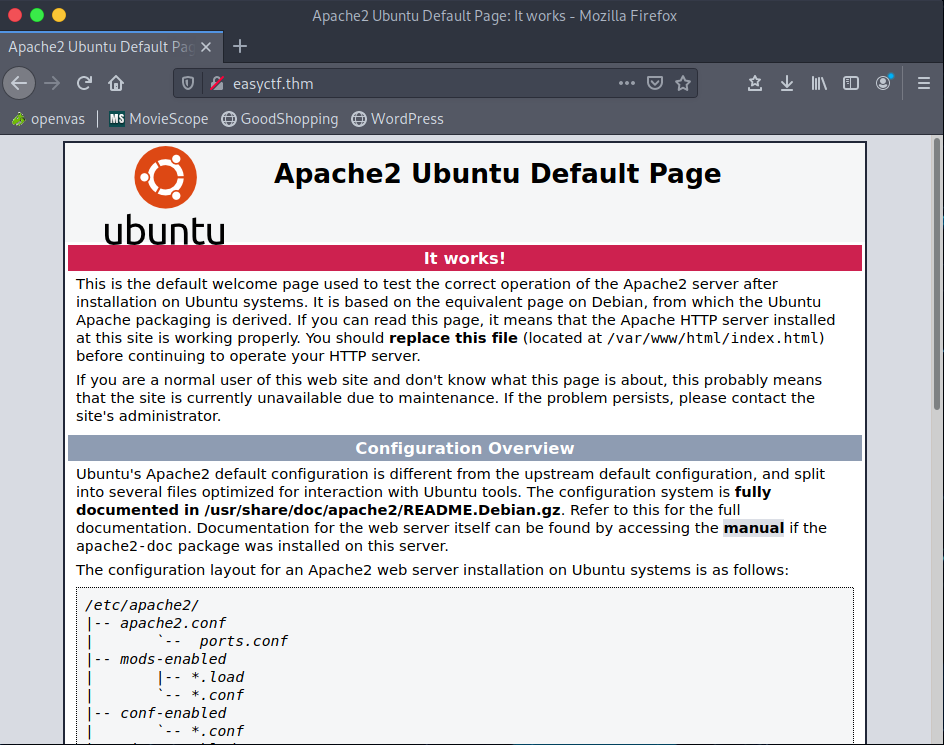 Apache2 Ubuntu Default Page: It works - Mozilla Firefox
Apache2 Ubuntu Default Pag
easyctf.thm
openvas
MS MovieScope
GoodShopping
WordPress
ubuntu
Apache2 Ubuntu Default Page
It works!
This is the default welcome page used to test the correct operation of the Apache2 server after
installation on Ubuntu systems. It is based on the equivalent page on Debian, from which the Ubuntu
Apache packaging is derived. If you can read this page, it means that the Apache HTTP server installed
at this site is working properly. You should replace this file (located at /var/www/html/index.html)
before continuing to operate your HTTP server.
If you are a normal user of this web site and don't know what this page is about, this probably means
that the site is currently unavailable due to maintenance. If the problem persists, please contact the
site's administrator.
Configuration Overview
Ubuntu's Apache2 default configuration is different from the upstream default configuration, and split
into several files optimized for interaction with Ubuntu tools. The configuration system is fully
documented in /usr/share/doc/apache2/README.Debian.gz. Refer to this for the full
documentation. Documentation for the web server itself can be found by accessing the manual if the
apache2-doc package was installed on this server.
The configuration layout for an Apache2 web server installation on Ubuntu systems is as follows:
/etc/apache2/
|-- apache2.conf
|       `--  ports.conf
|-- mods-enabled
|       |-- *.load
|       `-- *.conf
|-- conf-enabled
|       `-- *.conf